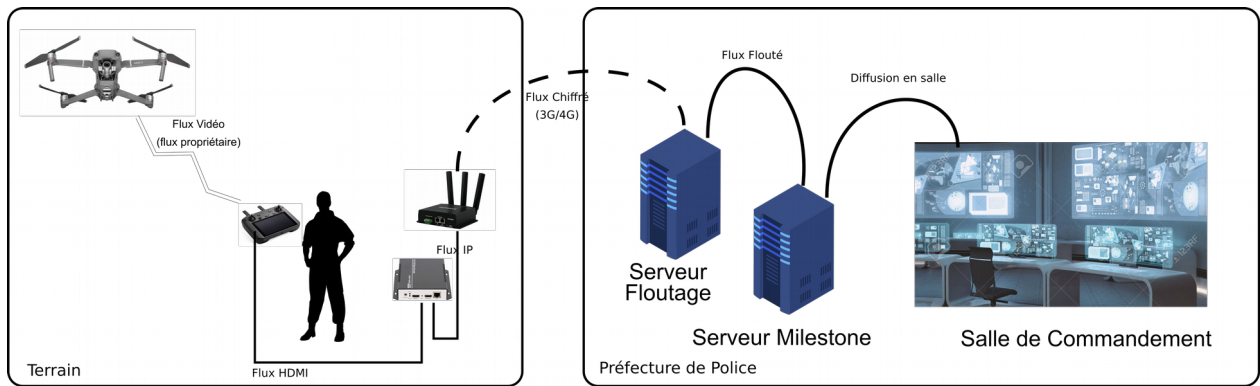 Flux Vidéo
(flux propriétaire)
Flux IP
Flux HDMI
Terrain
Flux Chiffré
(3G/4G)
Flux Flouté
Diffusion en salle
Serveur
Floutage
Serveur Milestone
Salle de Commandement
Préfecture de Police
123RF